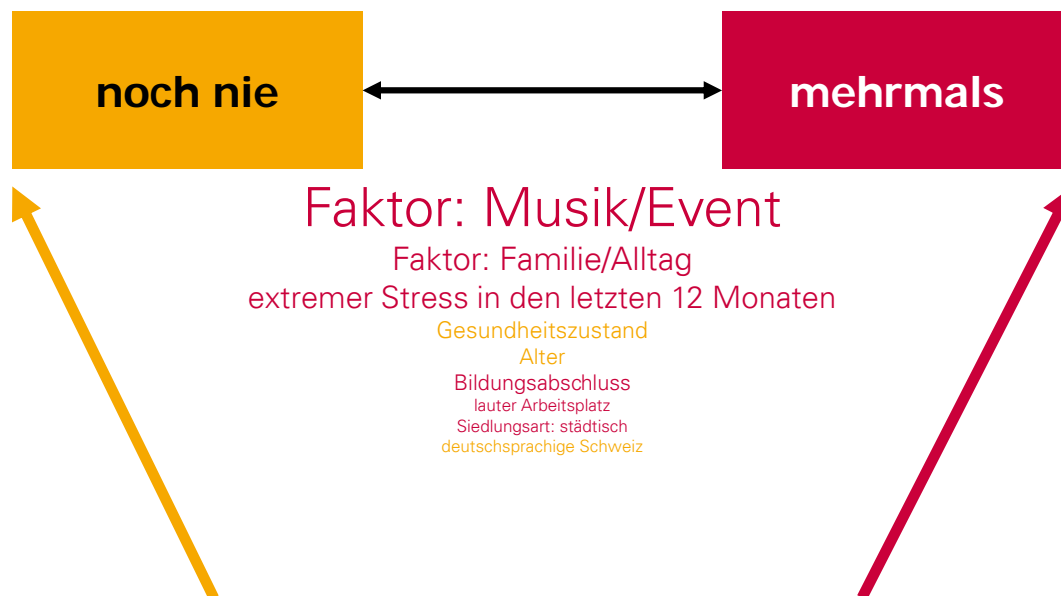 noch nie
mehrmals
Faktor: Musik/Event
Faktor: Familie/Alltag
extremer Stress in den letzten 12 Monaten
Gesundheitszustand
Alter
Bildungsabschluss
lauter Arbeitsplatz
Siedlungsart: städtisch
deutschsprachige Schweiz